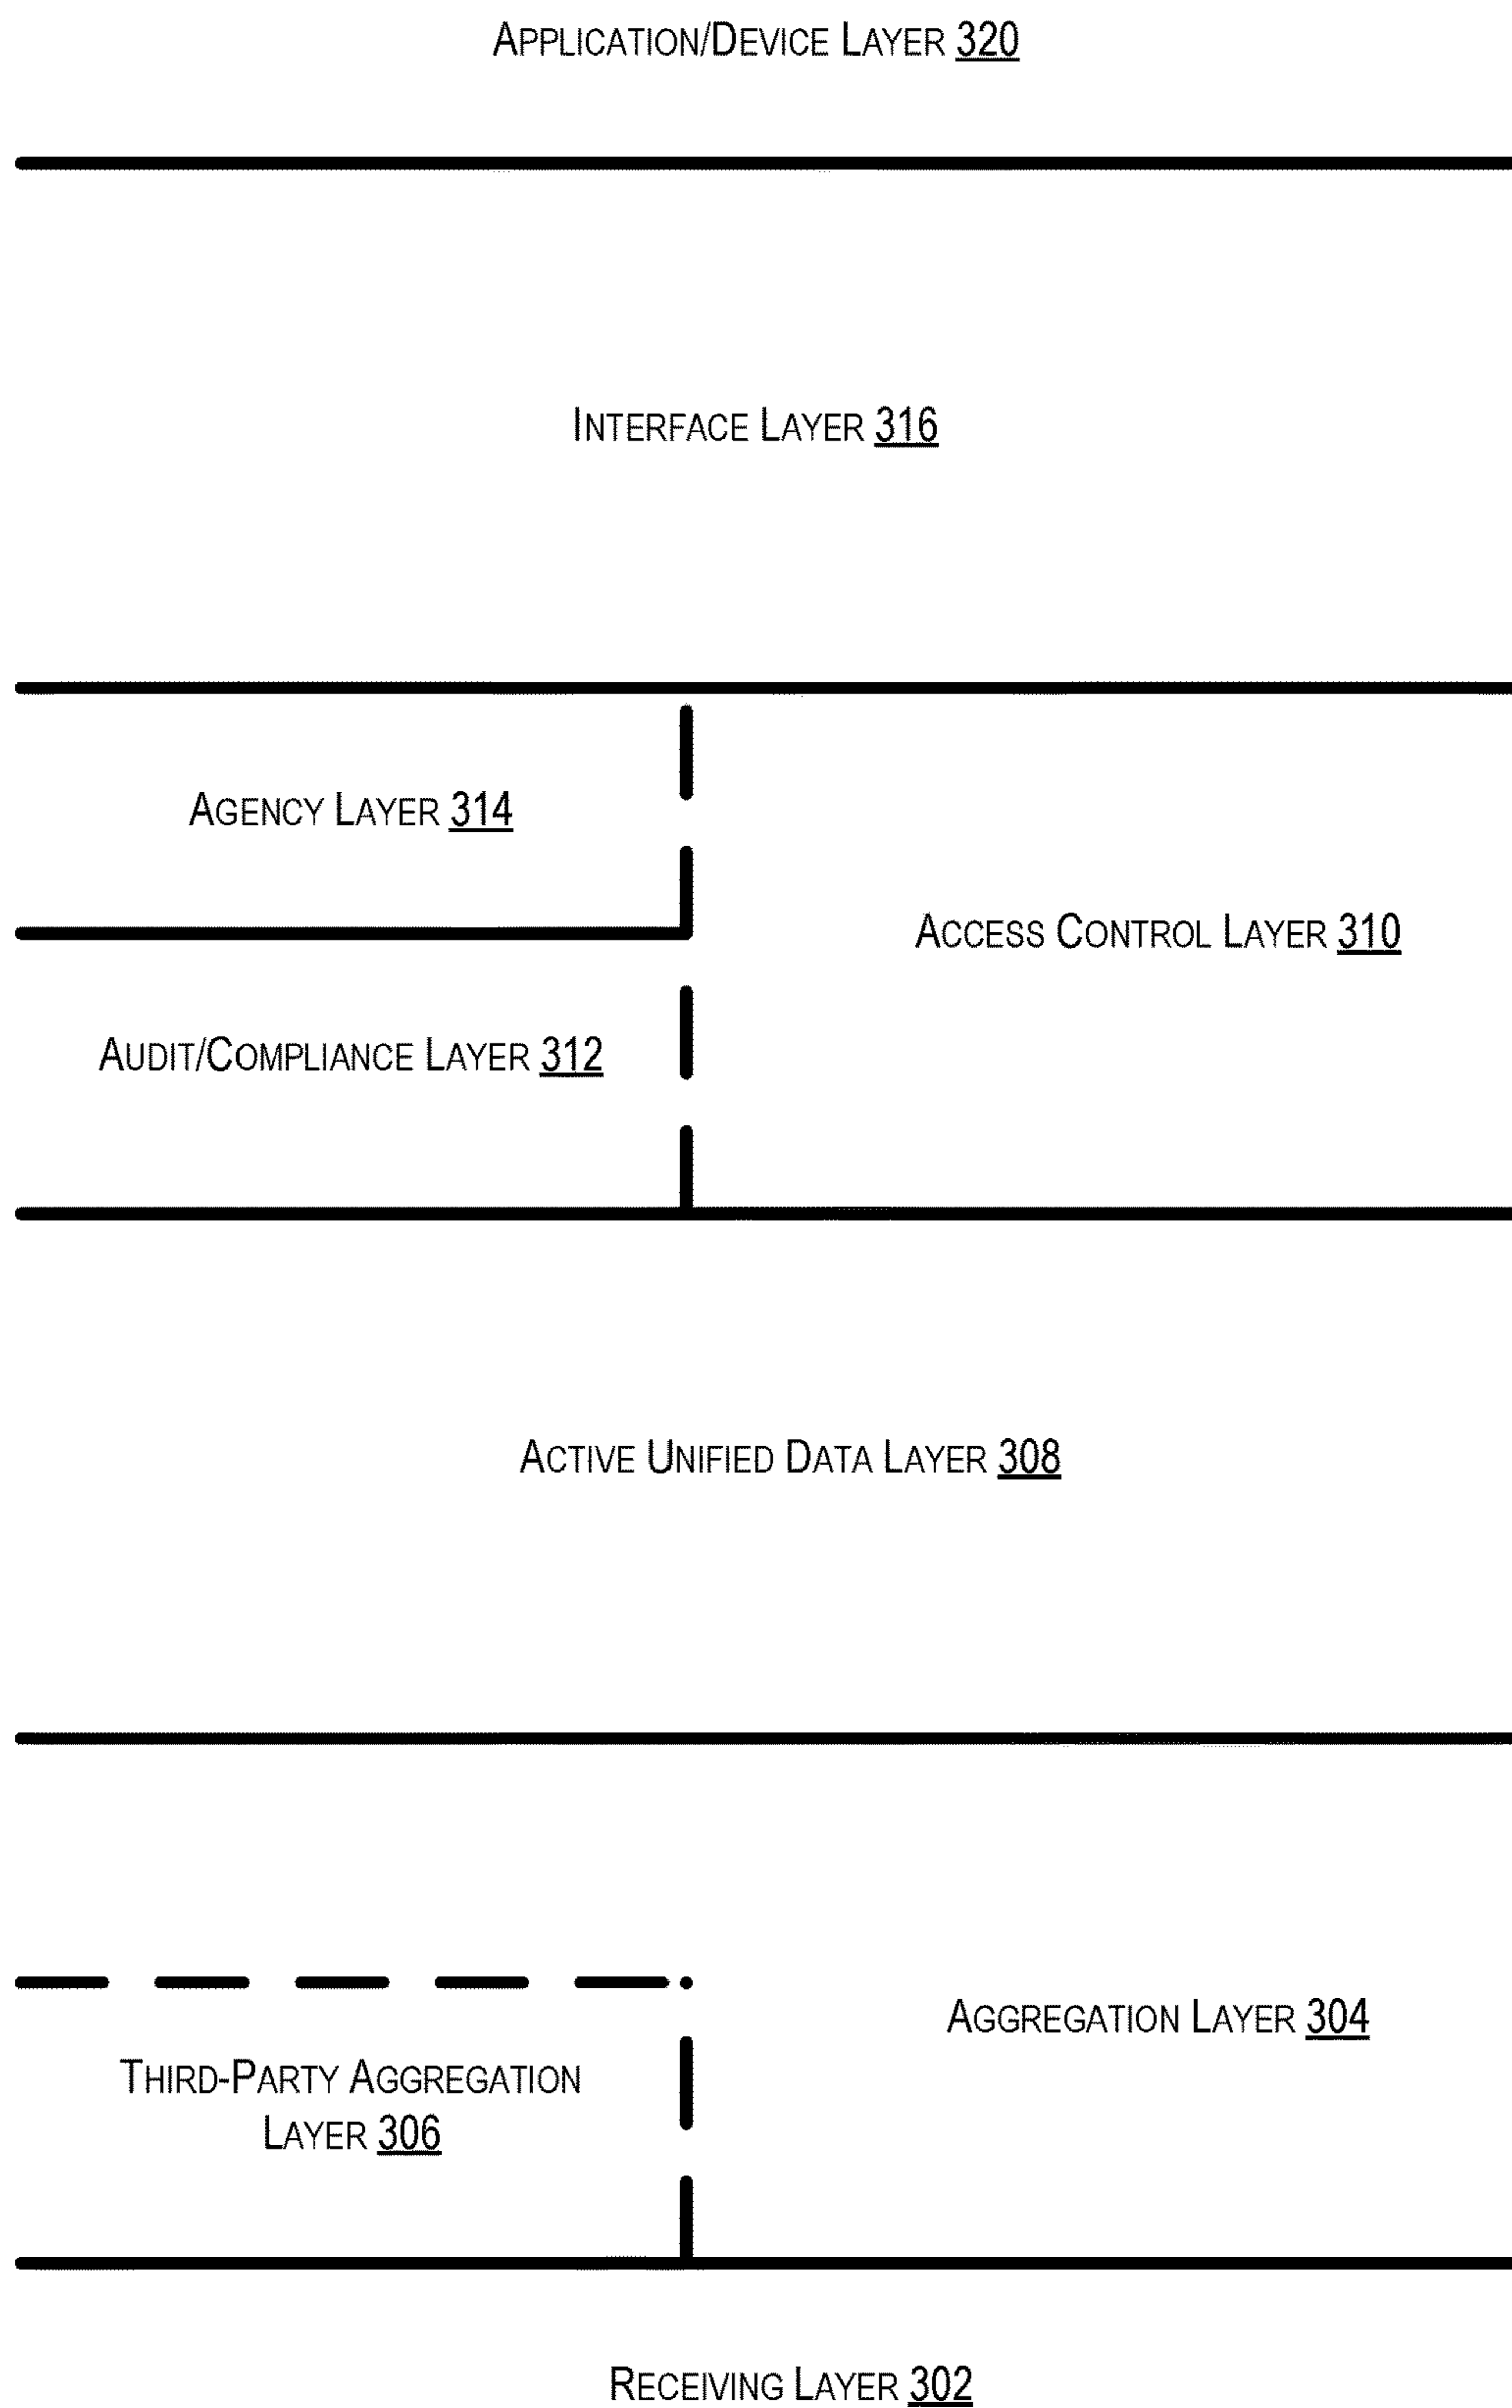 APPLICATION/DEVICE LAYER 320
INTERFACE LAYER 316
AGENCY LAYER 314
ACCESS CONTROL LAYER 310
AUDIT/COMPLIANCE LAYER 312
ACTIVE UNIFIED DATA LAYER 308
AGGREGATION LAYER 304
THIRD-PARTY AGGREGATION
LAYER 306
RECEIVING LAYER 302